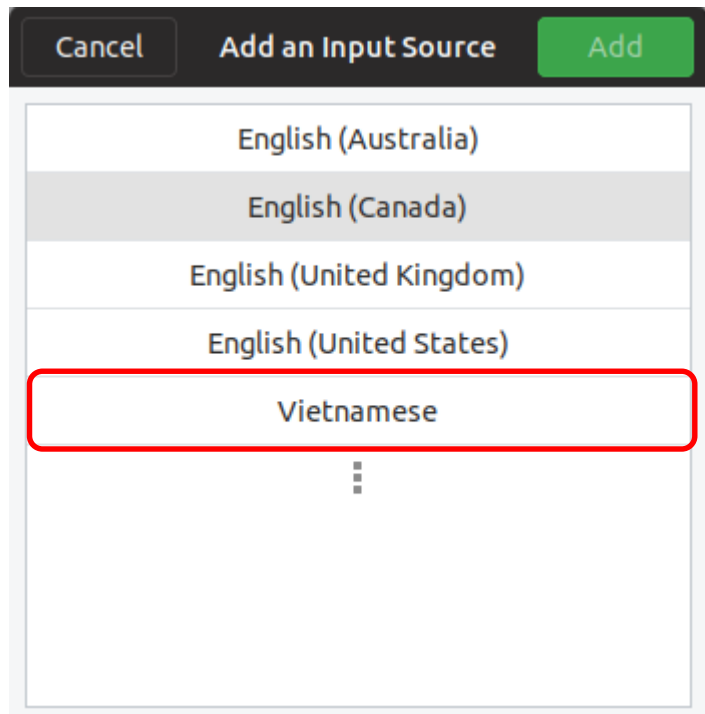 Cancel Add an Input Source Add
English (Australia)
English (Canada)
English (United Kingdom)
English (United States)
Vietnamese